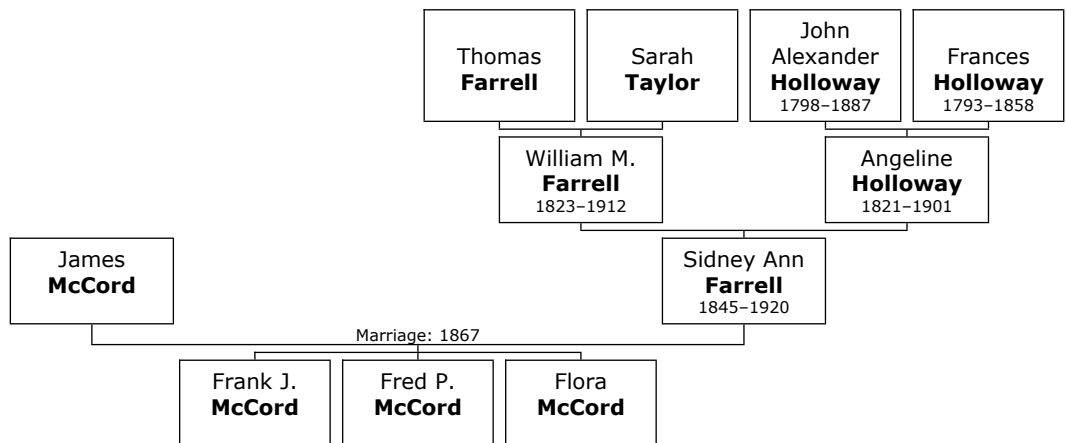 Thomas
Farrell
Sarah
Taylor
John
Alexander
Holloway
1798–1887
Frances
Holloway
1793–1858
William M.
Farrell
1823–1912
Angeline
Holloway
1821–1901
James
McCord
Sidney Ann
Farrell
1845–1920
Marriage: 1867
Frank J.
McCord
Fred P.
McCord
Flora
McCord